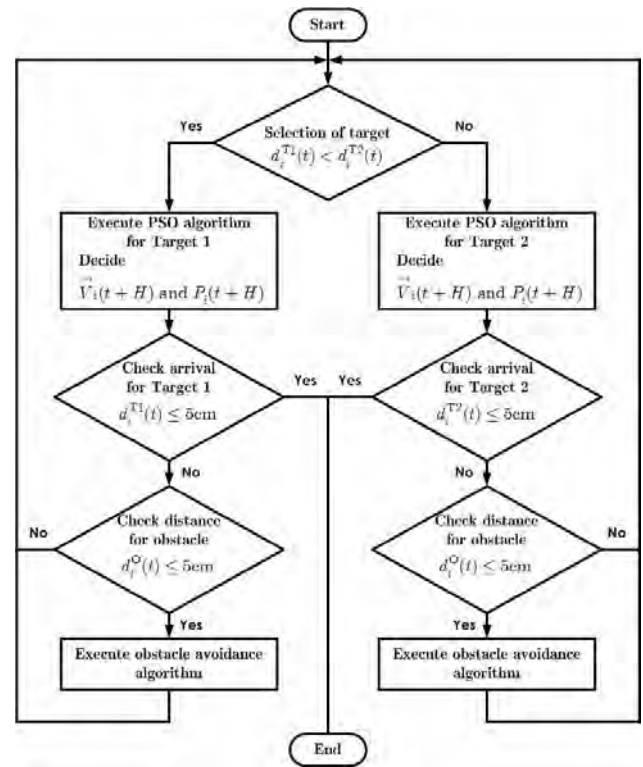 Start
Yes
No
Selection of target
d_i^{T1}(t) < d_i^{T2}(t)
Execute PSO algorithm
for Target 1
Decide
V⃗i(t + H) and P_i(t + H)
Execute PSO algorithm
for Target 2
Decide
V⃗i(t + H) and P_i(t + H)
Check arrival
for Target 1
d_i^{T1}(t) ≤ 5cm
Yes
Yes
Check arrival
for Target 2
d_i^{T2}(t) ≤ 5cm
No
No
No
Check distance
for obstacle
d_i^O(t) ≤ 5cm
Check distance
for obstacle
d_i^O(t) ≤ 5cm
No
Yes
Yes
Execute obstacle avoidance
algorithm
Execute obstacle avoidance
algorithm
End